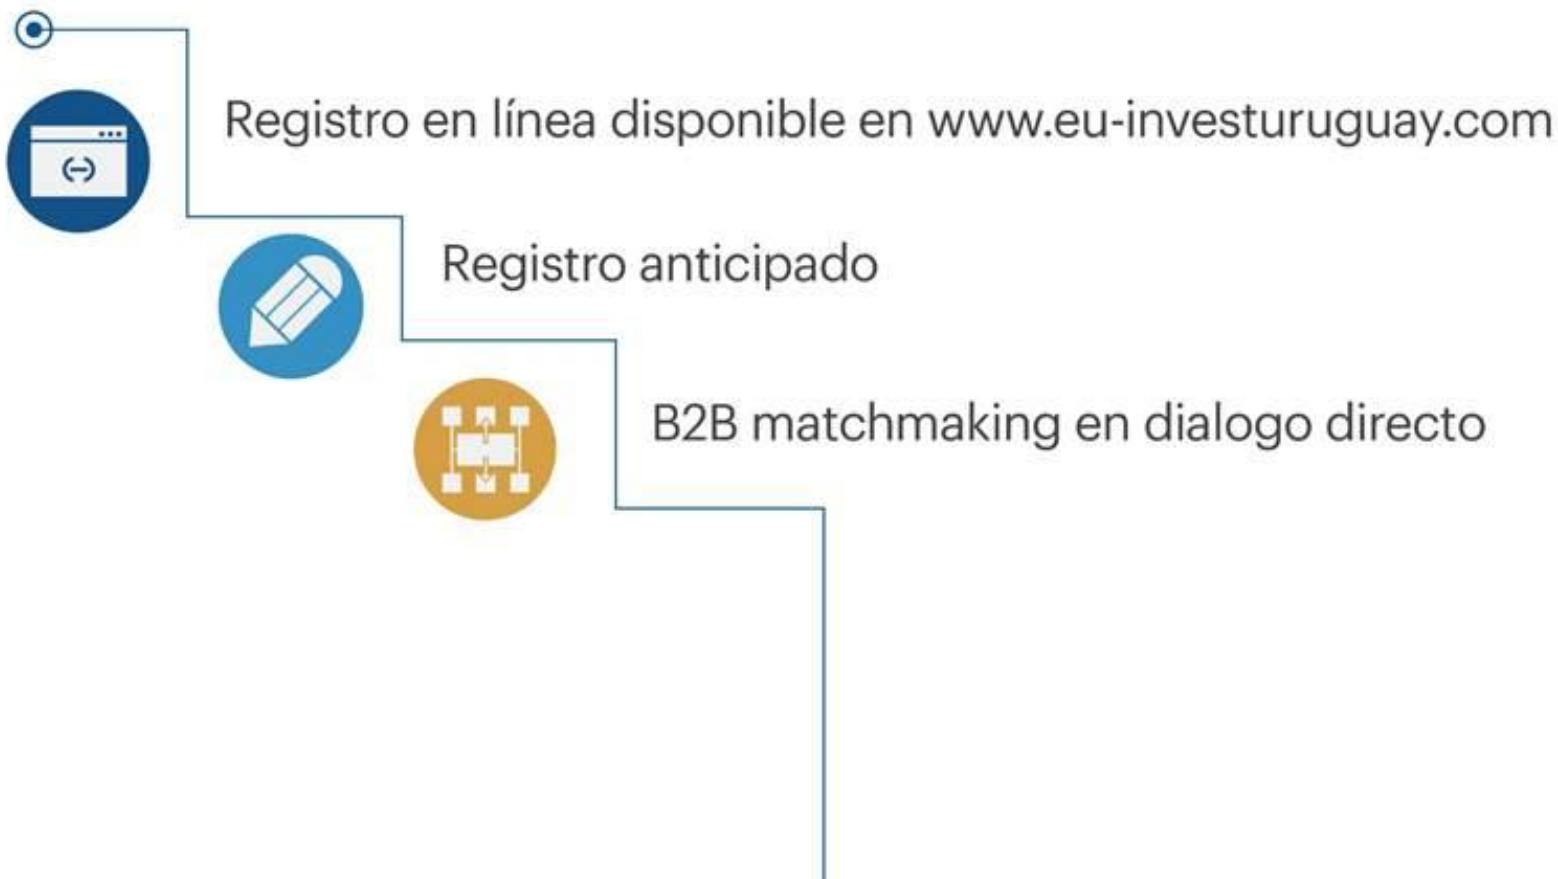 Registro en línea disponible en www.eu-investuruguay.com
Registro anticipado
B2B matchmaking en dialogo directo